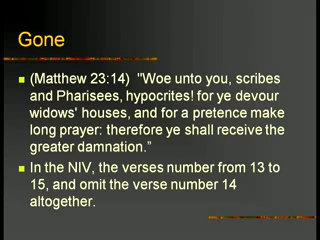 Gone
(Matthew 23:14) "Woe unto you, scribes
and Pharisees, hypocrites! for ye devour
widows' houses, and for a pretence make
long prayer: therefore ye shall receive the
greater damnation.”
In the NIV, the verses number from 13 to
15, and omit the verse number 14
altogether.